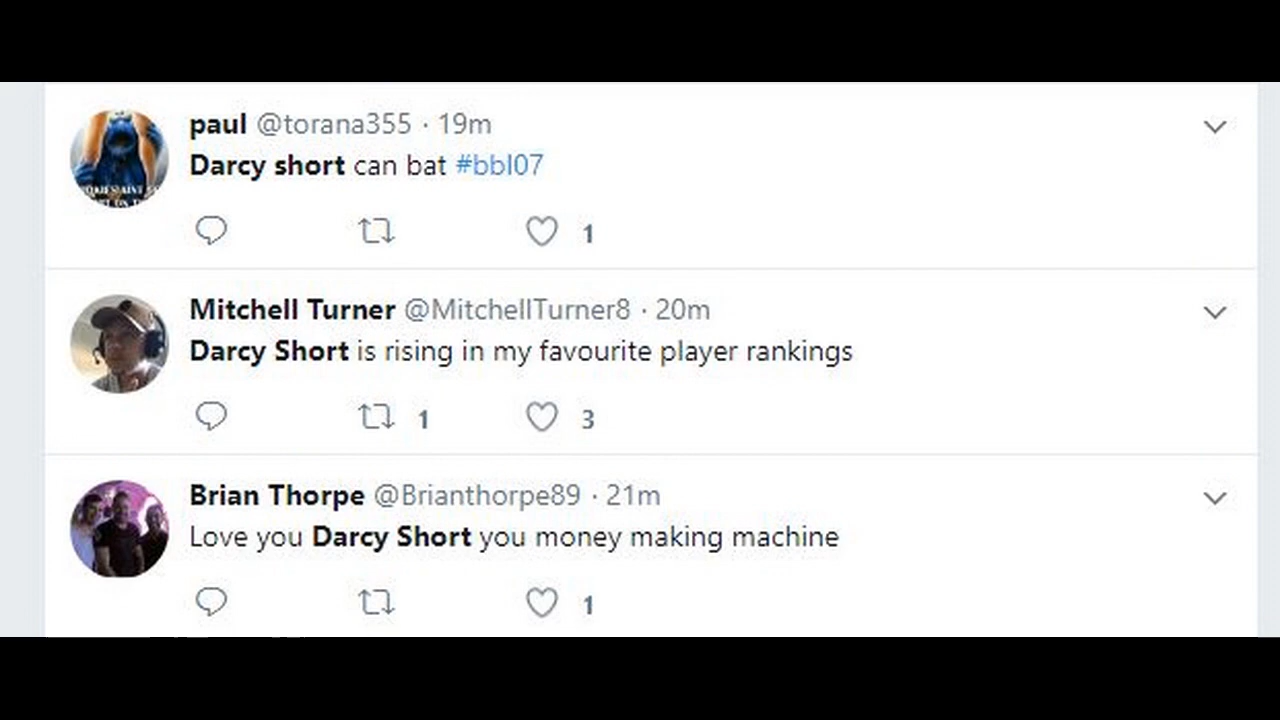 paul @torana355 · 19m
Darcy short can bat #bbl07
1
Mitchell Turner @MitchellTurner8 · 20m
Darcy Short is rising in my favourite player rankings
1 3
Brian Thorpe @Brianthorpe89 · 21m
Love you Darcy Short you money making machine
1